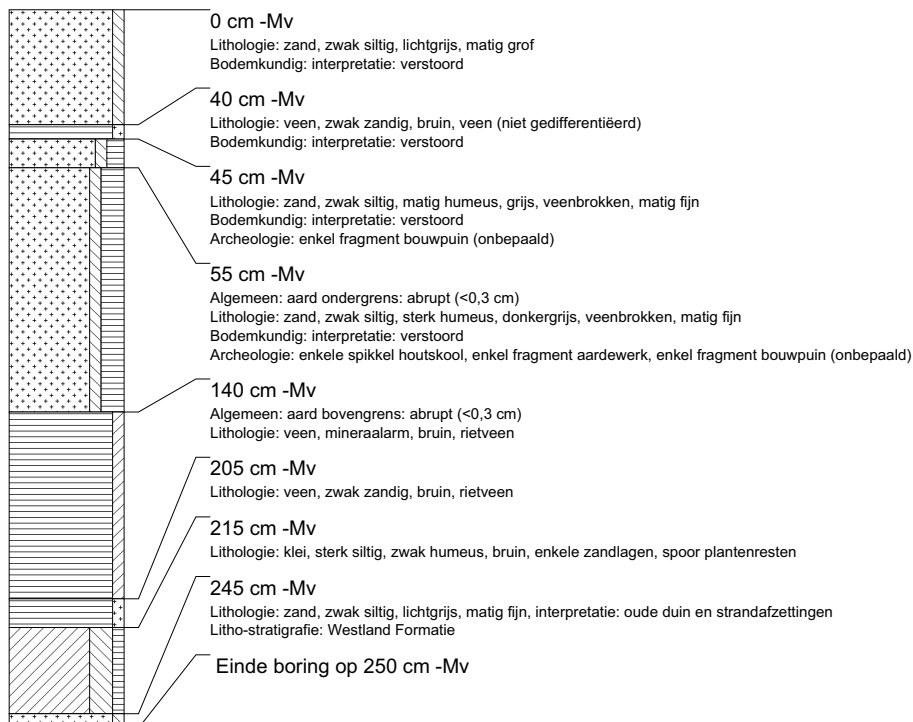 0 cm -Mv
Lithologie: zand, zwak siltig, lichtgrijs, matig grof
Bodemkundig: interpretatie: verstoord
40 cm -Mv
Lithologie: veen, zwak zandig, bruin, veen (niet gedifferentiëerd)
Bodemkundig: interpretatie: verstoord
45 cm -Mv
Lithologie: zand, zwak siltig, matig humeus, grijs, veenbrokken, matig fijn
Bodemkundig: interpretatie: verstoord
Archeologie: enkel fragment bouwpuin (onbepaald)
55 cm -Mv
Algemeen: aard ondergrens: abrupt (<0,3 cm)
Lithologie: zand, zwak siltig, sterk humeus, donkergrijs, veenbrokken, matig fijn
Bodemkundig: interpretatie: verstoord
Archeologie: enkele spikkel houtskool, enkel fragment aardewerk, enkel fragment bouwpuin (onbepaald)
140 cm -Mv
Algemeen: aard bovengrens: abrupt (<0,3 cm)
Lithologie: veen, mineraalarm, bruin, rietveen
205 cm -Mv
Lithologie: veen, zwak zandig, bruin, rietveen
215 cm -Mv
Lithologie: klei, sterk siltig, zwak humeus, bruin, enkele zandlagen, spoor plantenresten
245 cm -Mv
Lithologie: zand, zwak siltig, lichtgrijs, matig fijn, interpretatie: oude duin en strandafzettingen
Litho-stratigrafie: Westland Formatie
Einde boring op 250 cm -Mv